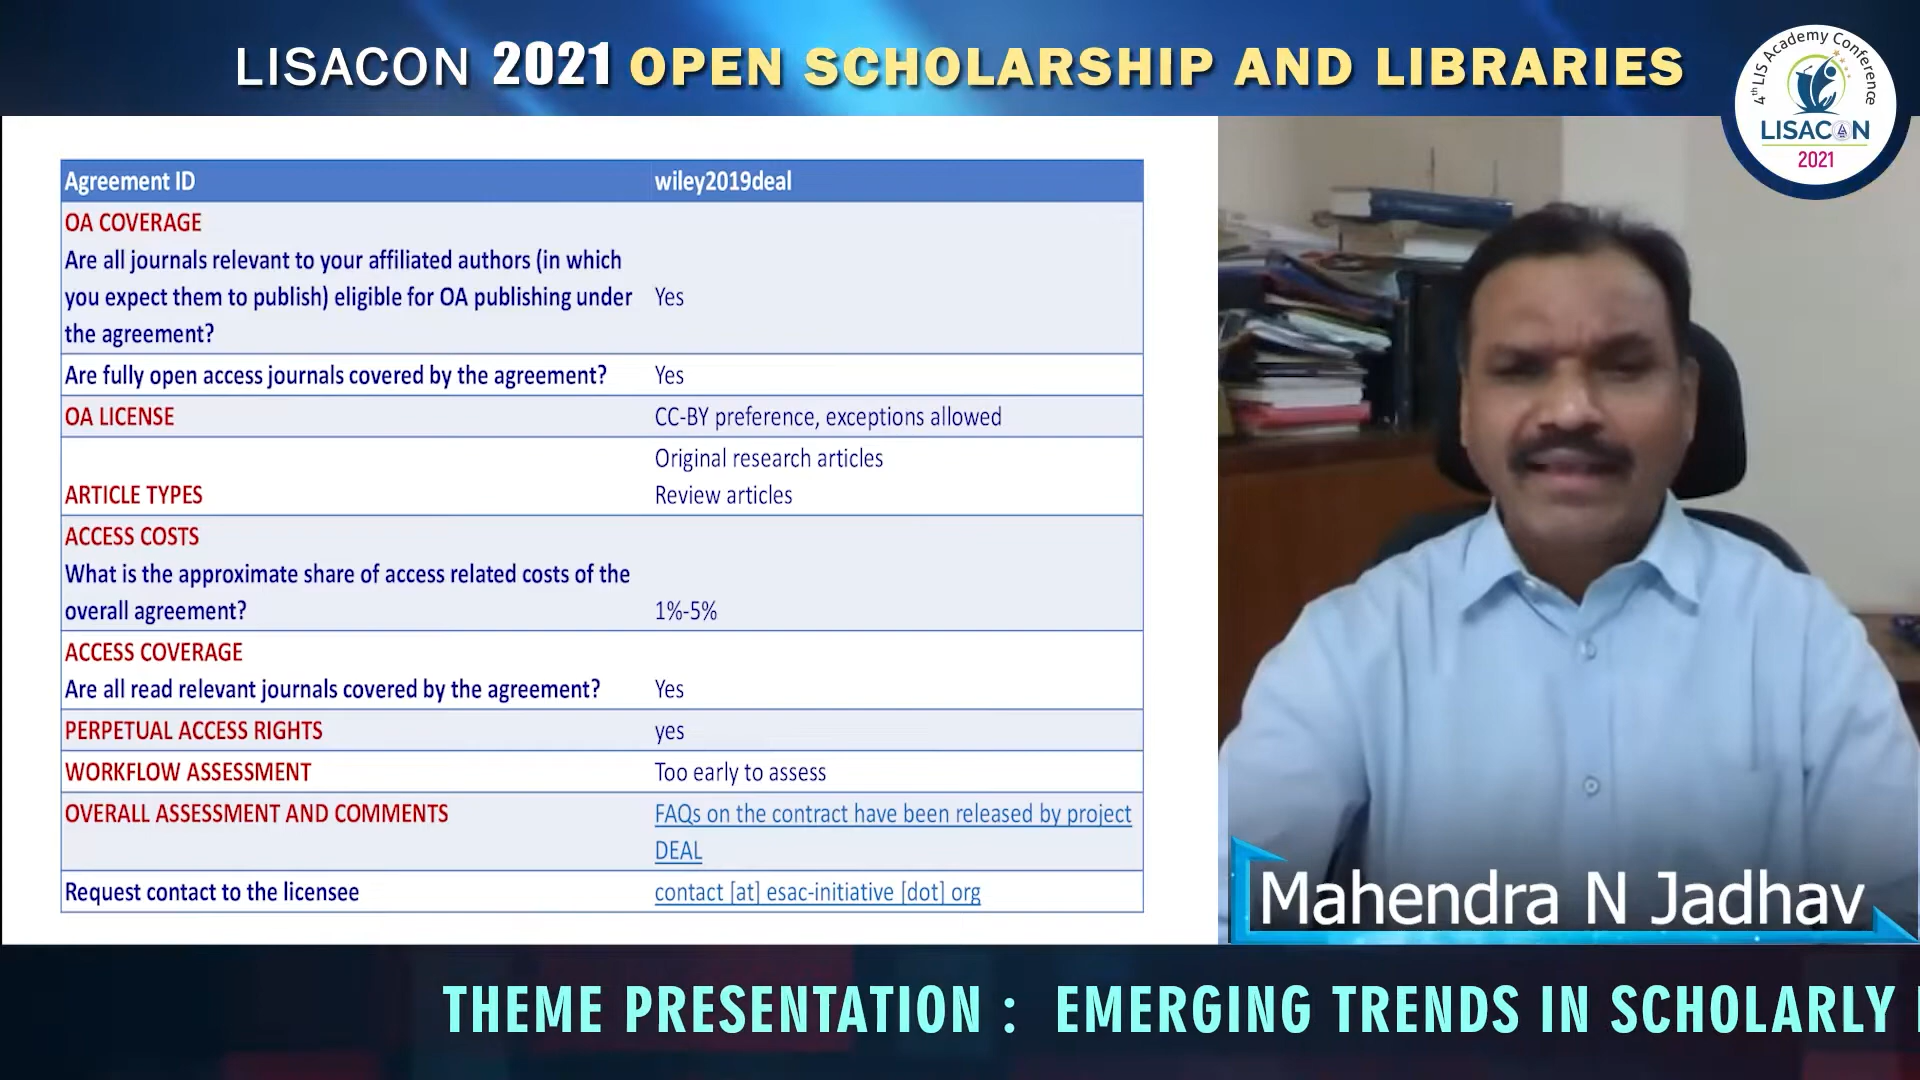 LISACON 2021 OPEN SCHOLARSHIP AND LIBRARIES
4th LIS Academy Conference
LISACON
2021
Agreement ID wiley2019deal
OA COVERAGE
Are all journals relevant to your affiliated authors (in which
you expect them to publish) eligible for OA publishing under Yes
the agreement?
Are fully open access journals covered by the agreement? Yes
OA LICENSE CC-BY preference, exceptions allowed
Original research articles
ARTICLE TYPES Review articles
ACCESS COSTS
What is the approximate share of access related costs of the
overall agreement? 1%-5%
ACCESS COVERAGE
Are all read relevant journals covered by the agreement? Yes
PERPETUAL ACCESS RIGHTS yes
WORKFLOW ASSESSMENT Too early to assess
OVERALL ASSESSMENT AND COMMENTS FAQs on the contract have been released by project
DEAL
Request contact to the licensee contact [at] esac-initiative [dot] org
Mahendra N Jadhav
THEME PRESENTATION : EMERGING TRENDS IN SCHOLARLY